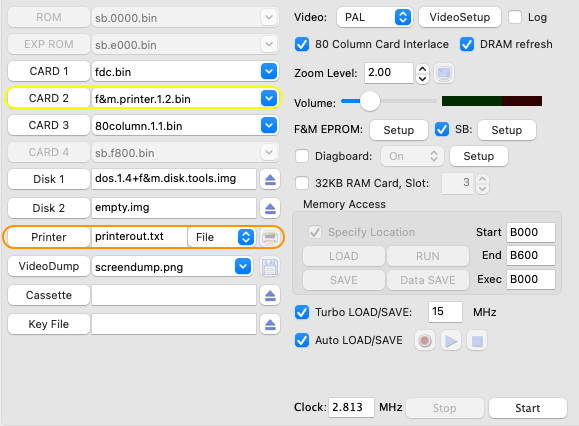 ROM sb.0000.bin
EXP ROM sb.e000.bin
CARD 1 fdc.bin
CARD 2 f&m.printer.1.2.bin
CARD 3 80column.1.1.bin
CARD 4 sb.f800.bin
Disk 1 dos.1.4+f&m.disk.tools.img
Disk 2 empty.img
Printer printerout.txt File
VideoDump screendump.png
Cassette
Key File
Video: PAL VideoSetup Log
80 Column Card Interlace DRAM refresh
Zoom Level: 2.00
Volume:
F&M EPROM: Setup SB: Setup
Diagboard: On Setup
32KB RAM Card, Slot: 3
Memory Access
Specify Location Start B000
LOAD RUN End B600
SAVE Data SAVE Exec B000
Turbo LOAD/SAVE: 15 MHz
Auto LOAD/SAVE
Clock: 2.813 MHz Stop Start